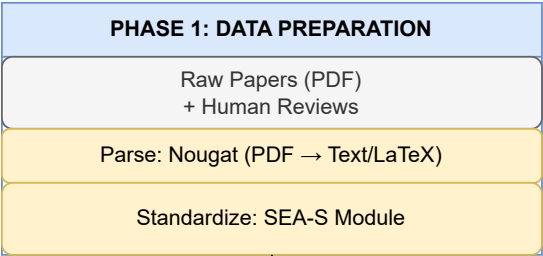 PHASE 1: DATA PREPARATION
Raw Papers (PDF)
+ Human Reviews
Parse: Nougat (PDF → Text/LaTeX)
Standardize: SEA-S Module